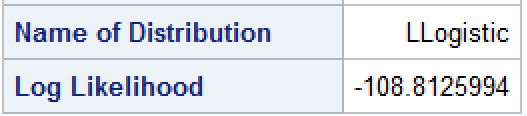 Name of Distribution LLogistic
Log Likelihood -108.8125994